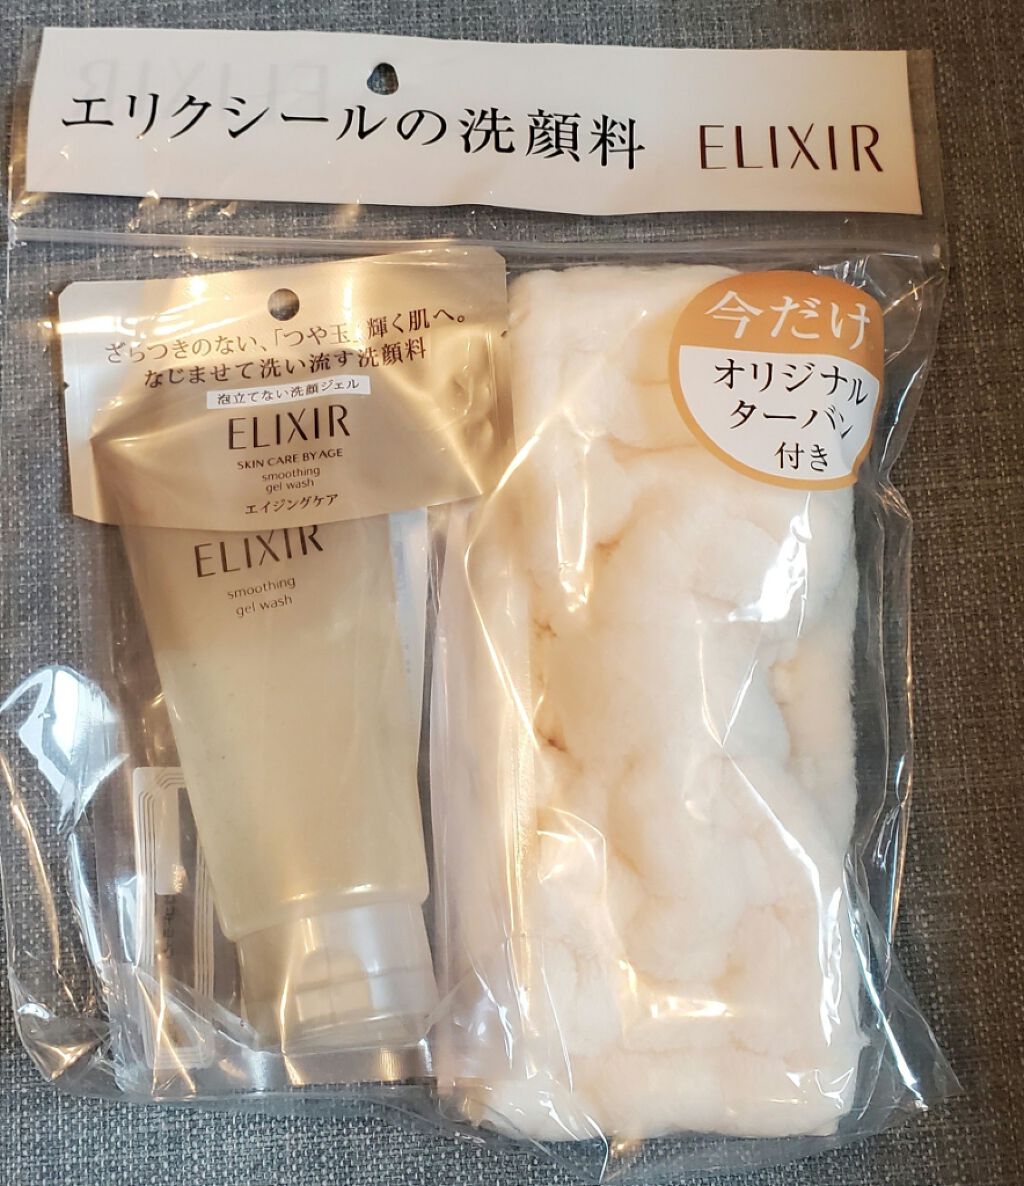 エリクシールの洗顔料 ELIXIR
ざらつきのない、「つや玉」輝く肌へ。
なじませて洗い流す洗顔料
泡立てない洗顔ジェル
ELIXIR
SKIN CARE BY AGE
smoothing
gel wash
エイジングケア
ELIXIR
smoothing
gel wash
今だけ
オリジナル
ターバン
付き